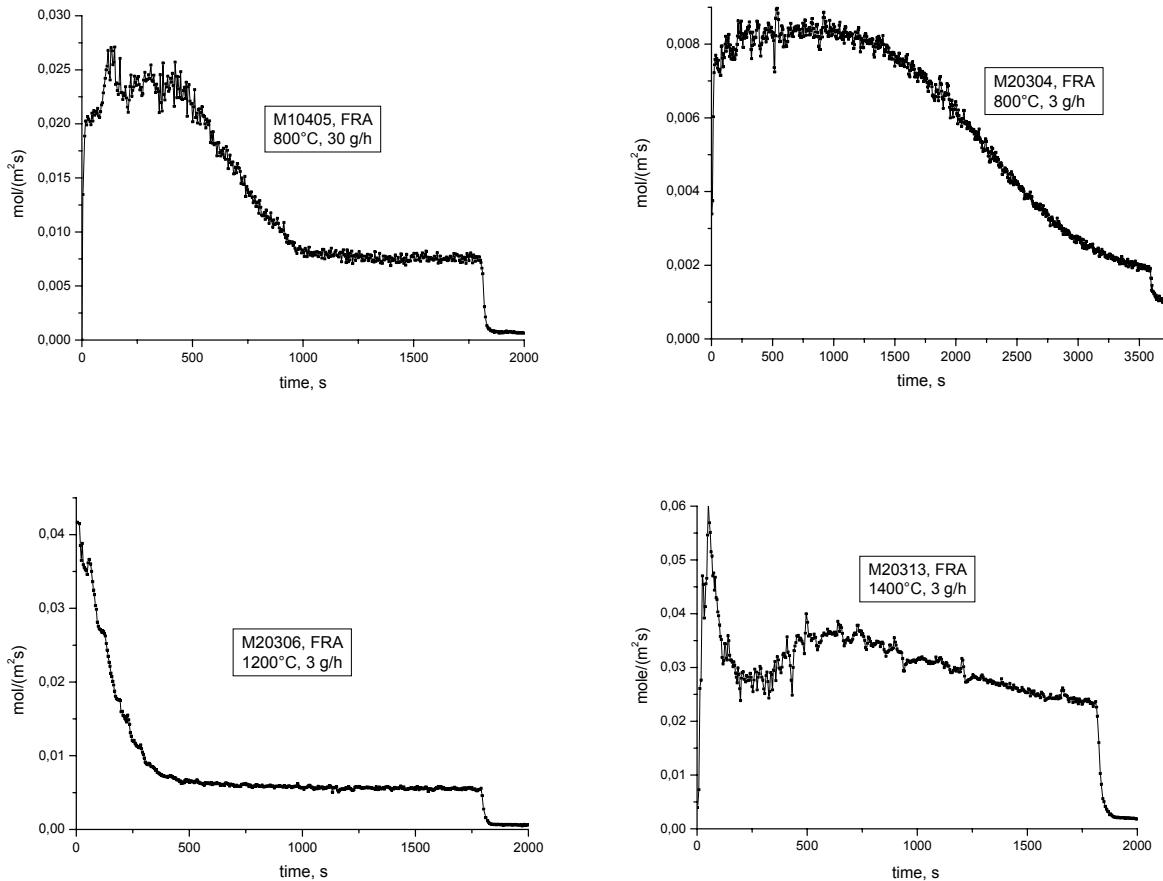 0,030
0,025
0,020
0,015
0,010
0,005
0,000
mol/(m²s)
M10405, FRA
800°C, 30 g/h
0 500 1000 1500 2000
time, s
0,008
0,006
0,004
0,002
0,000
mol/(m²s)
M20304, FRA
800°C, 3 g/h
0 500 1000 1500 2000 2500 3000 3500
time, s
0,04
0,03
0,02
0,01
0,00
mol/(m²s)
M20306, FRA
1200°C, 3 g/h
0 500 1000 1500 2000
time, s
0,06
0,05
0,04
0,03
0,02
0,01
0,00
mole/(m²s)
M20313, FRA
1400°C, 3 g/h
0 500 1000 1500 2000
time, s